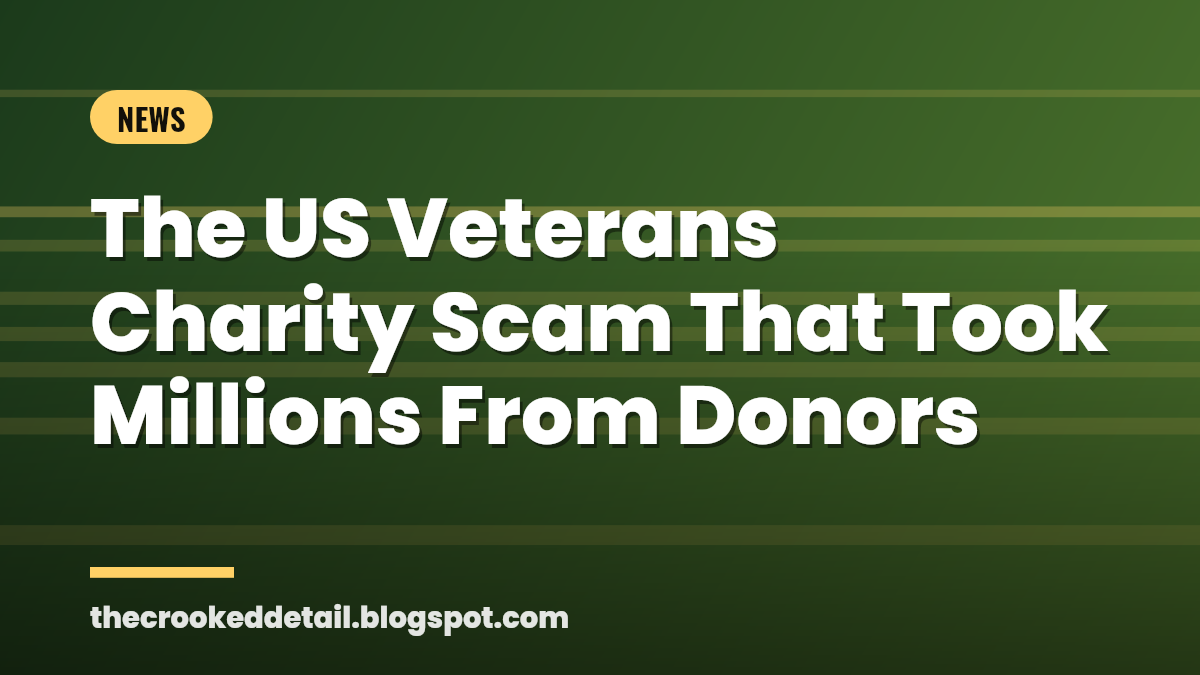 NEWS
The US Veterans
Charity Scam That Took
Millions From Donors
thecrookeddetail.blogspot.com